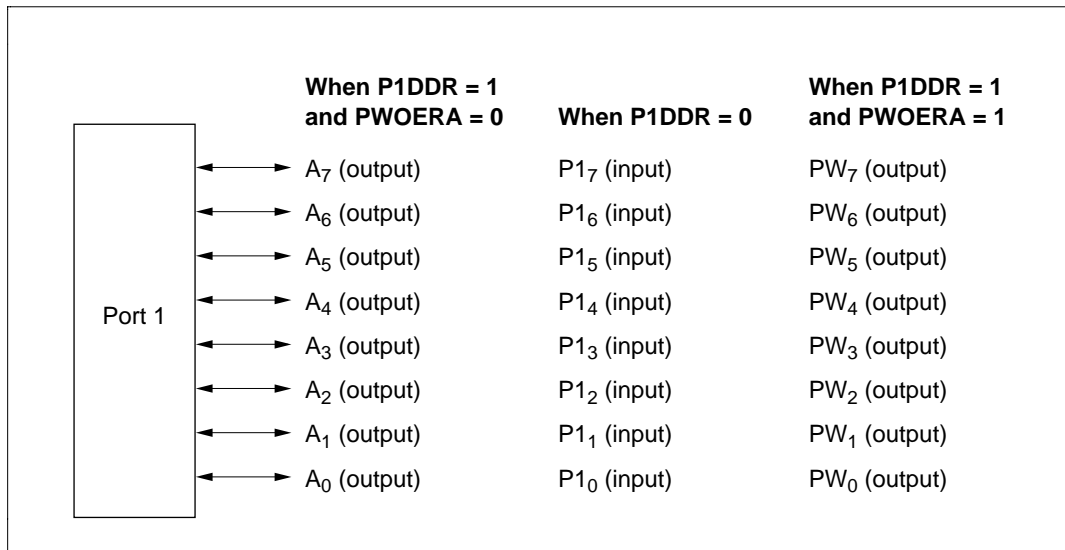 When P1DDR = 1 and PWOERA = 0
When P1DDR = 0
When P1DDR = 1 and PWOERA = 1
Port 1
A7 (output) P17 (input) PW7 (output)
A6 (output) P16 (input) PW6 (output)
A5 (output) P15 (input) PW5 (output)
A4 (output) P14 (input) PW4 (output)
A3 (output) P13 (input) PW3 (output)
A2 (output) P12 (input) PW2 (output)
A1 (output) P11 (input) PW1 (output)
A0 (output) P10 (input) PW0 (output)